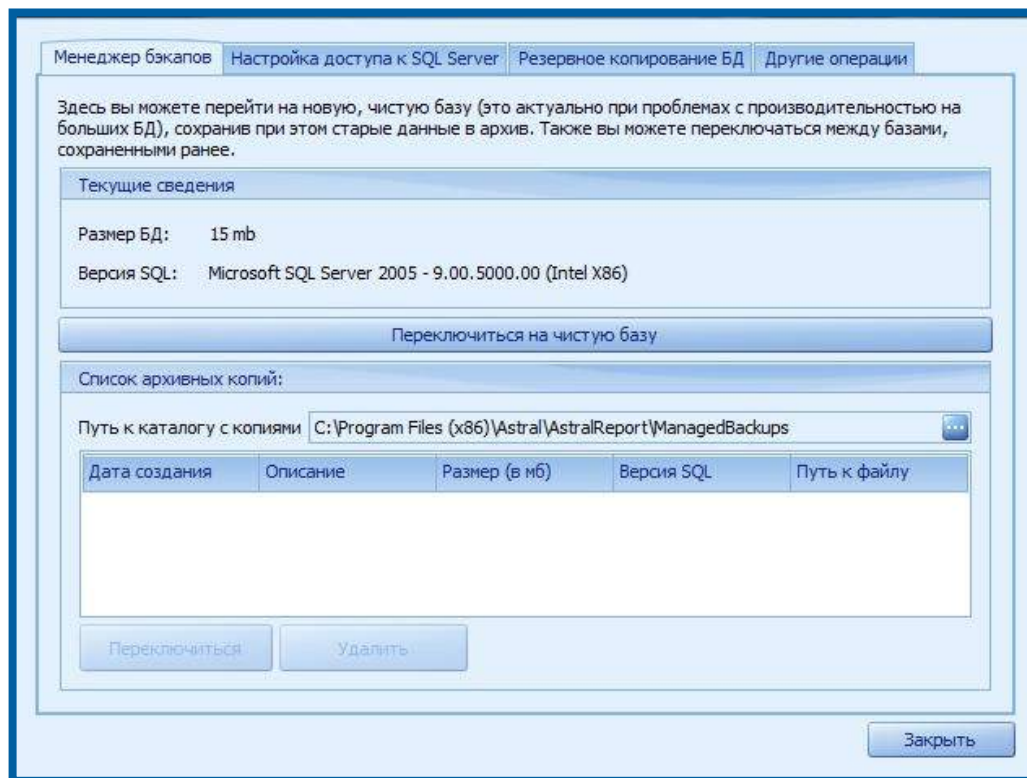 Менеджер бэкапов Настройка доступа к SQL Server Резервное копирование БД Другие операции
Здесь вы можете перейти на новую, чистую базу (это актуально при проблемах с производительностью на
больших БД), сохранив при этом старые данные в архив. Также вы можете переключаться между базами,
сохраненными ранее.
Текущие сведения
Размер БД: 15 mb
Версия SQL: Microsoft SQL Server 2005 - 9.00.5000.00 (Intel X86)
Переключиться на чистую базу
Список архивных копий:
Путь к каталогу с копиями C:\Program Files (x86)\Astral\AstralReport\ManagedBackups ...
Дата создания Описание Размер (в мб) Версия SQL Путь к файлу
Переключиться Удалить
Закрыть